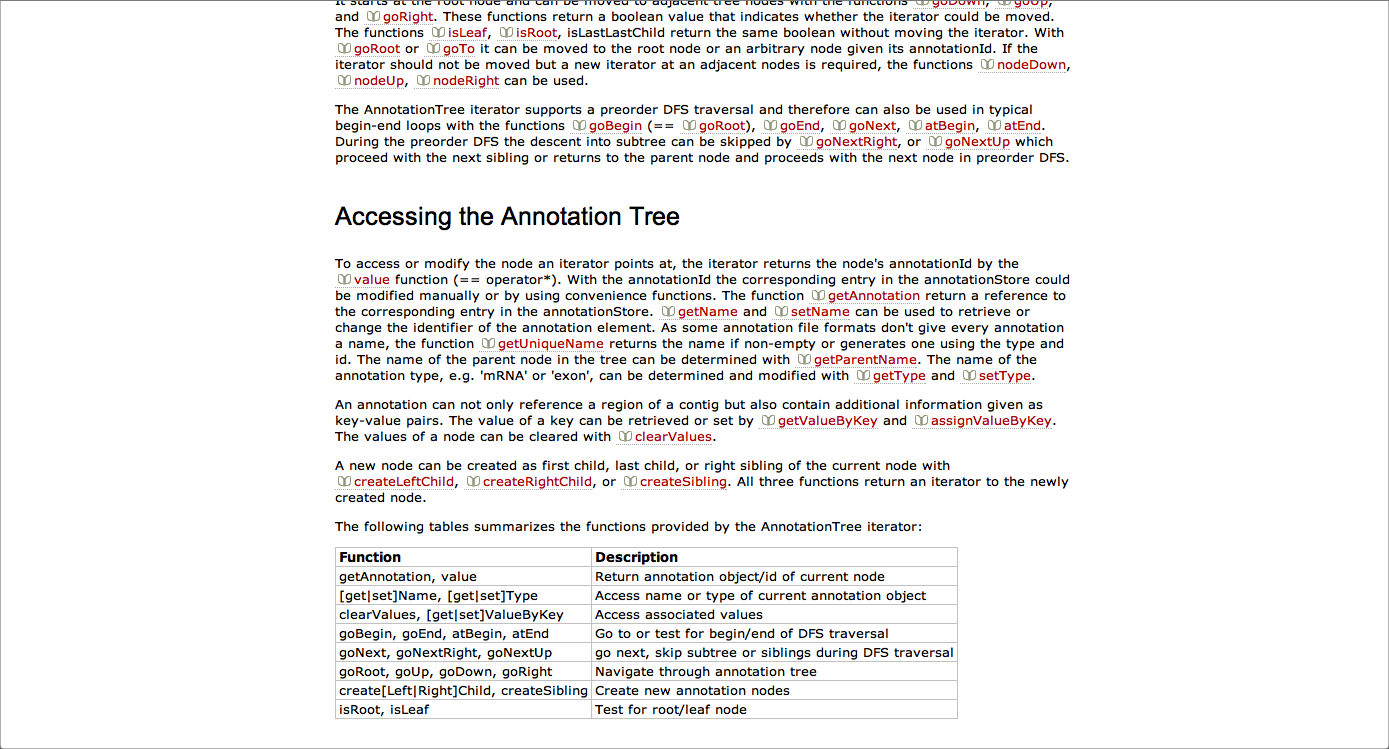 It starts at the root node and can be moved to adjacent tree nodes with the functions goDown, goUp,
and goRight. These functions return a boolean value that indicates whether the iterator could be moved.
The functions isLeaf, isRoot, isLastLastChild return the same boolean without moving the iterator. With
goRoot or goTo it can be moved to the root node or an arbitrary node given its annotationId. If the
iterator should not be moved but a new iterator at an adjacent nodes is required, the functions nodeDown,
nodeUp, nodeRight can be used.
The AnnotationTree iterator supports a preorder DFS traversal and therefore can also be used in typical
begin-end loops with the functions goBegin (== goRoot), goEnd, goNext, atBegin, atEnd.
During the preorder DFS the descent into subtree can be skipped by goNextRight, or goNextUp which
proceed with the next sibling or returns to the parent node and proceeds with the next node in preorder DFS.
Accessing the Annotation Tree
To access or modify the node an iterator points at, the iterator returns the node's annotationId by the
value function (== operator*). With the annotationId the corresponding entry in the annotationStore could
be modified manually or by using convenience functions. The function getAnnotation return a reference to
the corresponding entry in the annotationStore. getName and setName can be used to retrieve or
change the identifier of the annotation element. As some annotation file formats don't give every annotation
a name, the function getUniqueName returns the name if non-empty or generates one using the type and
id. The name of the parent node in the tree can be determined with getParentName. The name of the
annotation type, e.g. 'mRNA' or 'exon', can be determined and modified with getType and setType.
An annotation can not only reference a region of a contig but also contain additional information given as
key-value pairs. The value of a key can be retrieved or set by getValueByKey and assignValueByKey.
The values of a node can be cleared with clearValues.
A new node can be created as first child, last child, or right sibling of the current node with
createLeftChild, createRightChild, or createSibling. All three functions return an iterator to the newly
created node.
The following tables summarizes the functions provided by the AnnotationTree iterator:
Function Description
getAnnotation, value Return annotation object/id of current node
[get|set]Name, [get|set]Type Access name or type of current annotation object
clearValues, [get|set]ValueByKey Access associated values
goBegin, goEnd, atBegin, atEnd Go to or test for begin/end of DFS traversal
goNext, goNextRight, goNextUp go next, skip subtree or siblings during DFS traversal
goRoot, goUp, goDown, goRight Navigate through annotation tree
create[Left|Right]Child, createSibling Create new annotation nodes
isRoot, isLeaf Test for root/leaf node